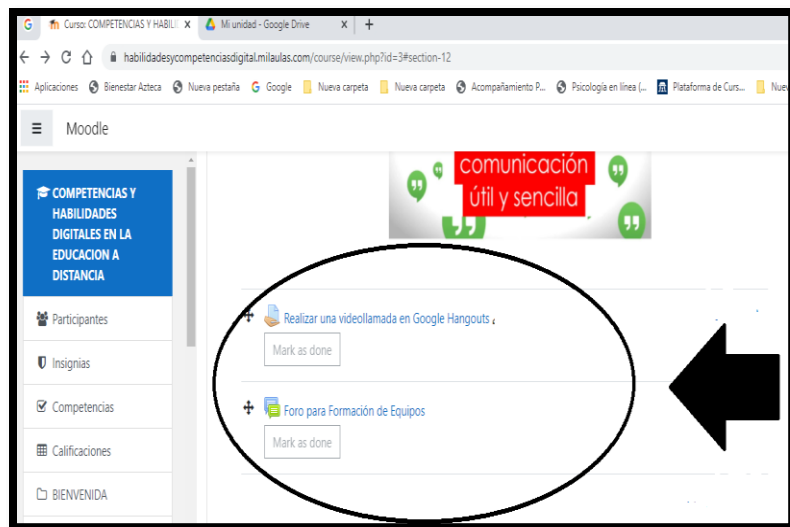 Curso: COMPETENCIAS Y HABILI
Mi unidad - Google Drive
habilidadesycompetenciasdigital.milaulas.com/course/view.php?id=3#section-12
Aplicaciones Bienestar Azteca Nueva pestaña Google Nueva carpeta Nueva carpeta Acompañamiento P... Psicología en línea (... Plataforma de Curs... Nuev
Moodle
COMPETENCIAS Y
HABILIDADES
DIGITALES EN LA
EDUCACION A
DISTANCIA
Participantes
Insignias
Competencias
Calificaciones
BIENVENIDA
comunicación
útil y sencilla
Realizar una videollamada en Google Hangouts
Mark as done
Foro para Formación de Equipos
Mark as done